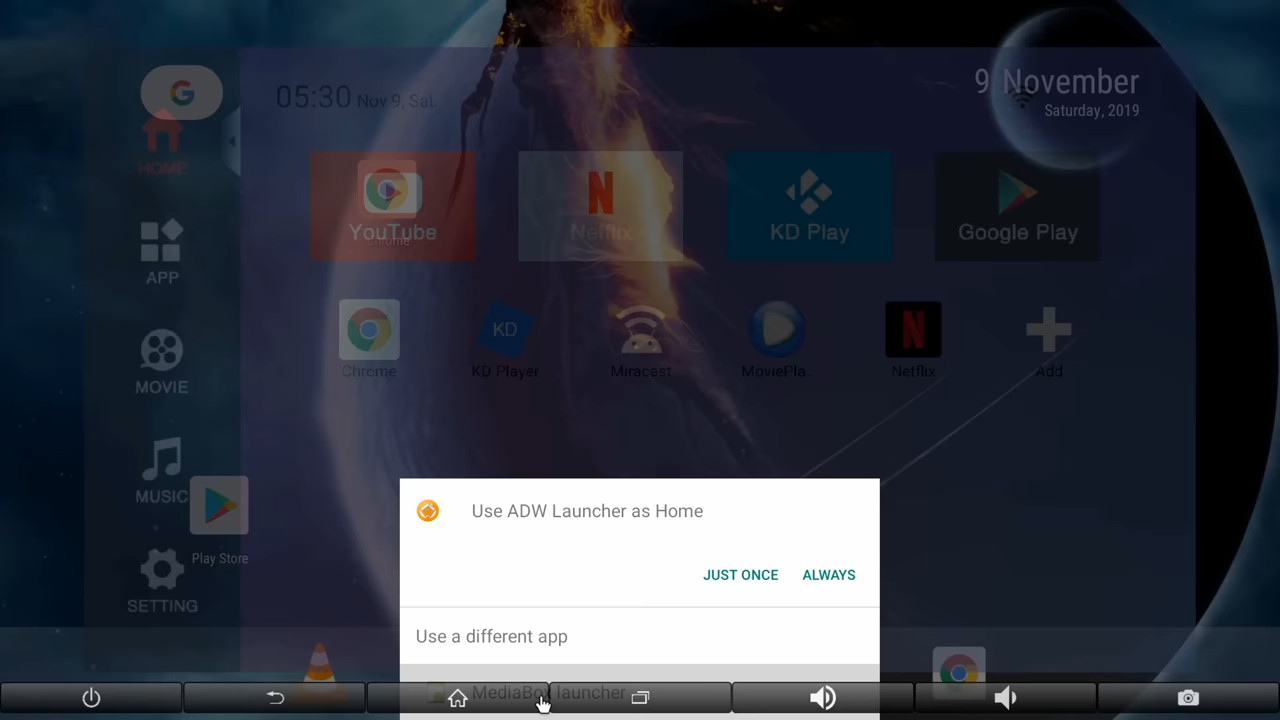 9 November
Saturday, 2019
05:30 Nov 9, Sat.
HOME
YouTube
Chrome
Netflix
KD Play
Google Play
APP
KD
Chrome
KD Player
Miracast
MoviePla..
Netflix
Add
MOVIE
MUSIC
Play Store
SETTING
Use ADW Launcher as Home
JUST ONCE
ALWAYS
Use a different app
MediaBox launcher